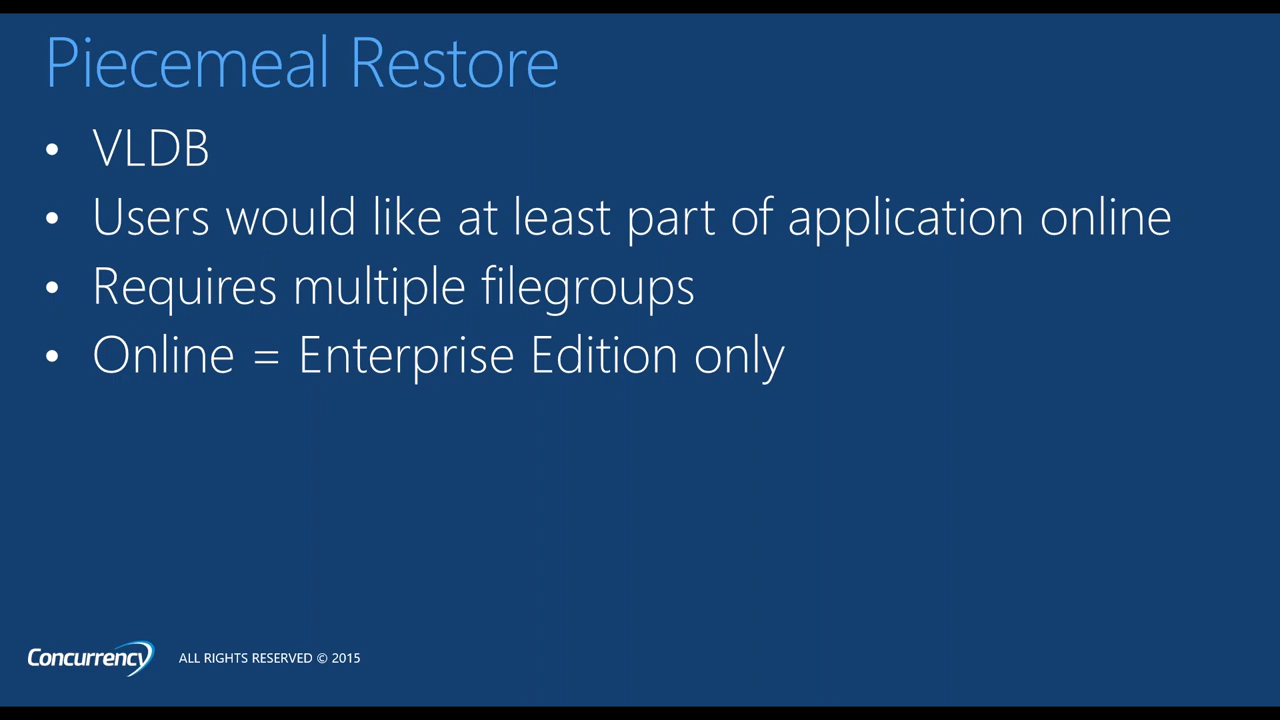 Piecemeal Restore
• VLDB
• Users would like at least part of application online
• Requires multiple filegroups
• Online = Enterprise Edition only
Concurrency ALL RIGHTS RESERVED © 2015